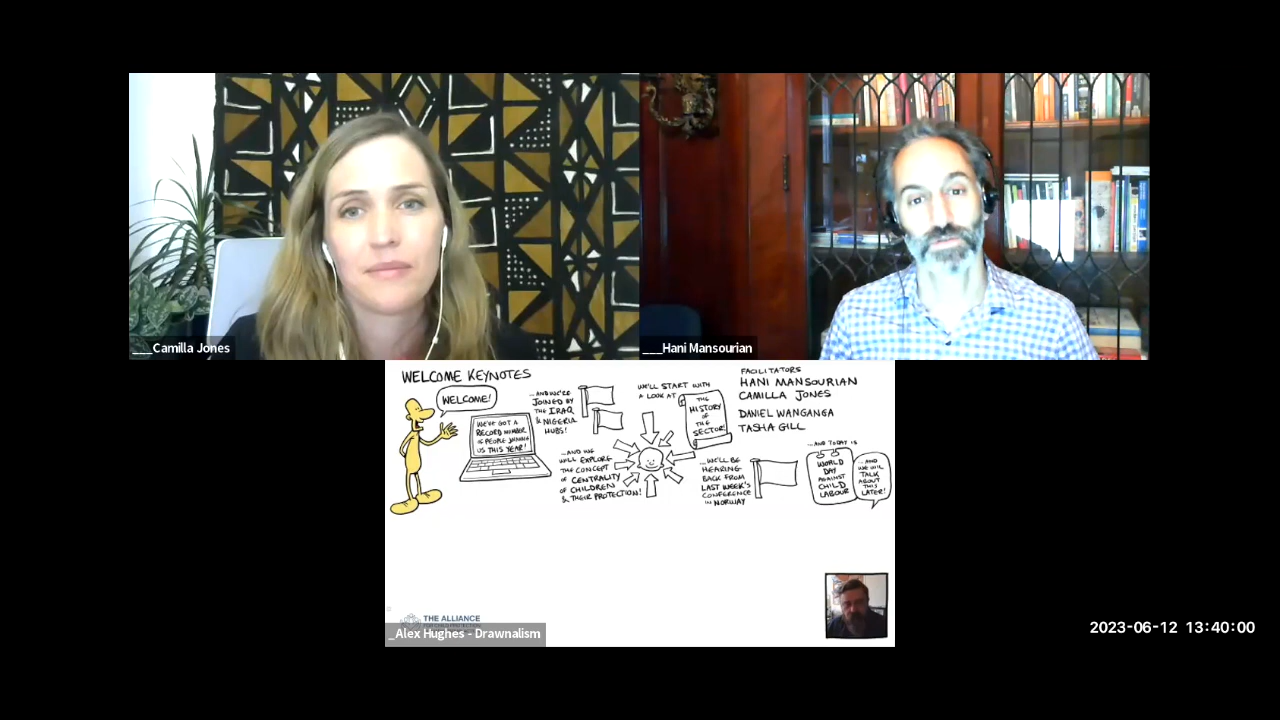 ___Camilla Jones
___Hani Mansourian
WELCOME KEYNOTES
WELCOME!
WE'VE GOT A
RECORD NUMBER
OF PEOPLE JOINING
US THIS YEAR!
...AND WE'RE
JOINED BY
THE IRAQ
& NIGERIA
HUBS!
...AND WE
WILL EXPLORE
THE CONCEPT
OF CENTRALITY
OF CHILDREN
& THEIR PROTECTION!
WE'LL START WITH
A LOOK AT
THE
HISTORY
OF
THE
SECTOR
...WE'LL BE
HEARING
BACK FROM
LAST WEEK'S
CONFERENCE
IN NORWAY
FACILITATORS
HANI MANSOURIAN
CAMILLA JONES
DANIEL WANGANGA
TASHA GILL
...AND TODAY IS
WORLD
DAY
AGAINST
CHILD
LABOUR
...AND
WE WILL
TALK
ABOUT
THIS
LATER!
THE ALLIANCE
_Alex Hughes - Drawnalism
2023-06-12 13:40:00